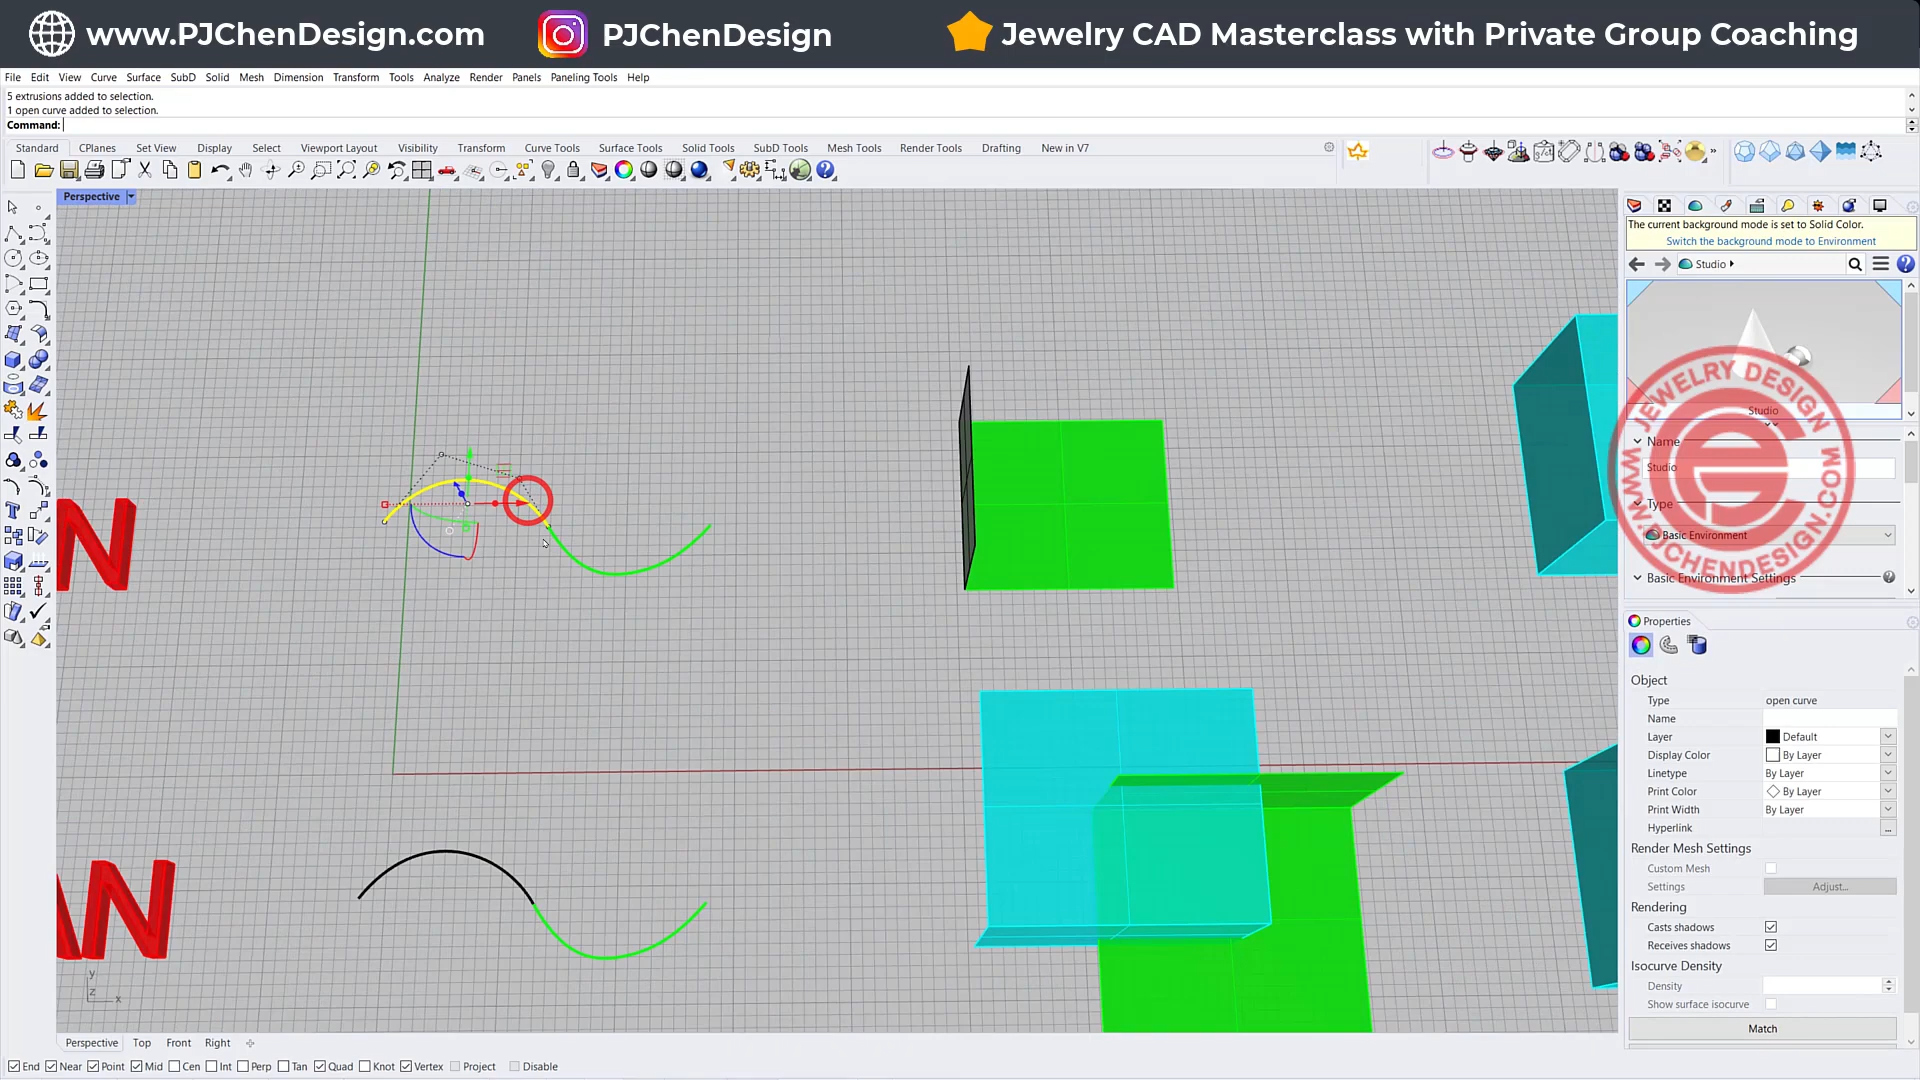 www.PJChenDesign.com
PJChenDesign
Jewelry CAD Masterclass with Private Group Coaching
File Edit View Curve Surface SubD Solid Mesh Dimension Transform Tools Analyze Render Panels Paneling Tools Help
5 extrusions added to selection.
1 open curve added to selection.
Command:
Standard CPlanes Set View Display Select Viewport Layout Visibility Transform Curve Tools Surface Tools Solid Tools SubD Tools Mesh Tools Render Tools Drafting New in V7
Perspective
The current background mode is set to Solid Color.
Switch the background mode to Environment
Studio
Studio
Name
Studio
Type
Basic Environment
Basic Environment Settings
JEWELRY DESIGN
WWW.PJCHENDESIGN.COM
Properties
Object
Type open curve
Name
Layer Default
Display Color By Layer
Linetype By Layer
Print Color By Layer
Print Width By Layer
Hyperlink ...
Render Mesh Settings
Custom Mesh
Settings Adjust...
Rendering
Casts shadows
Receives shadows
Isocurve Density
Density
Show surface isocurve
Match
N
AN
y
z x
Perspective Top Front Right
End Near Point Mid Cen Int Perp Tan Quad Knot Vertex Project Disable